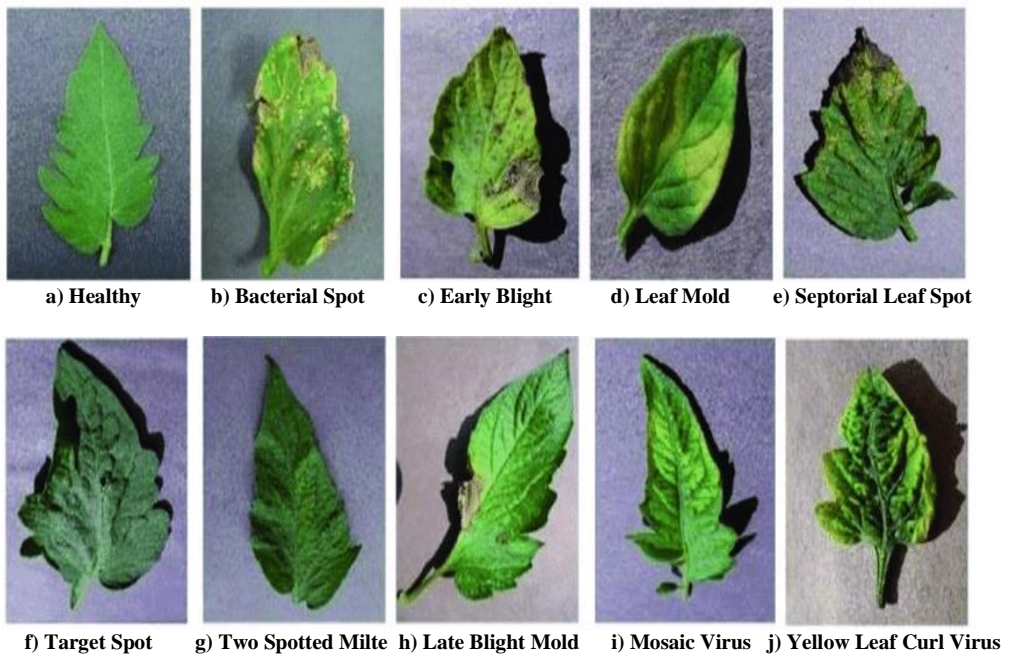 a) Healthy
b) Bacterial Spot
c) Early Blight
d) Leaf Mold
e) Septorial Leaf Spot
f) Target Spot
g) Two Spotted Milte
h) Late Blight Mold
i) Mosaic Virus
j) Yellow Leaf Curl Virus